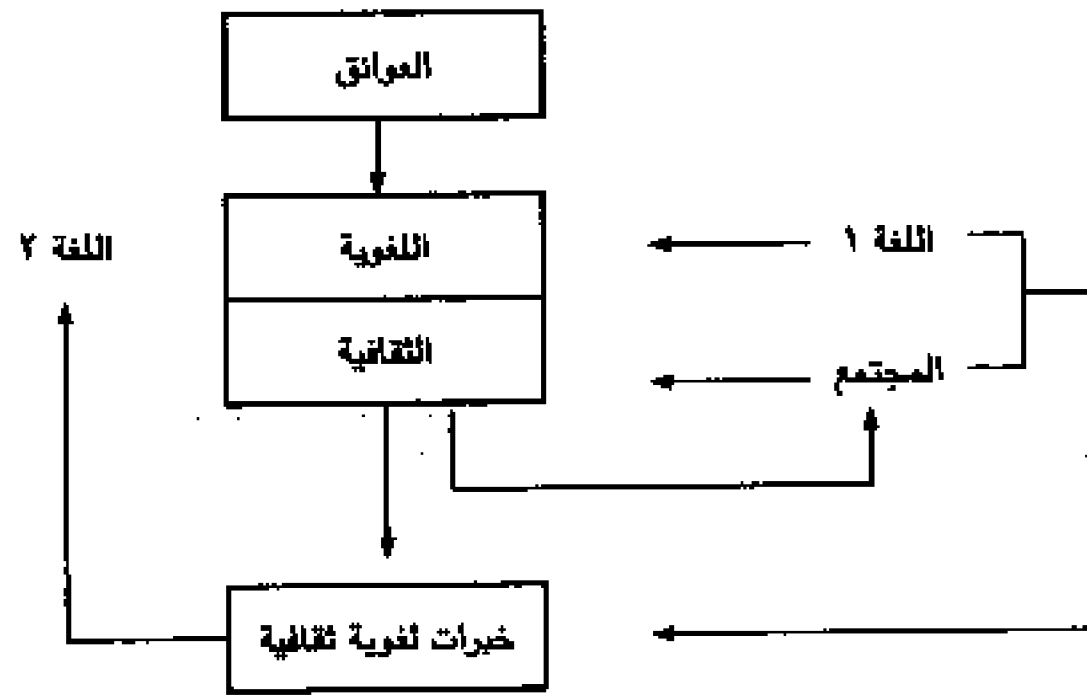 العوائق
اللغوية
اللغة ١
اللغة ٢
الثقافية
المجتمع
خبرات لغوية ثقافية